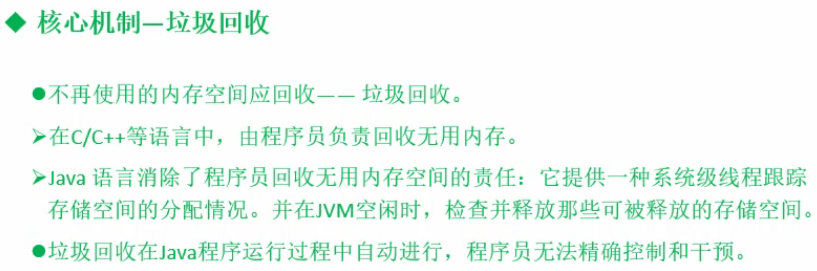 ◆ 核心机制—垃圾回收
●不再使用的内存空间应回收—— 垃圾回收。
➢在C/C++等语言中，由程序员负责回收无用内存。
➢Java 语言消除了程序员回收无用内存空间的责任：它提供一种系统级线程跟踪
存储空间的分配情况。并在JVM空闲时，检查并释放那些可被释放的存储空间。
●垃圾回收在Java程序运行过程中自动进行，程序员无法精确控制和干预。